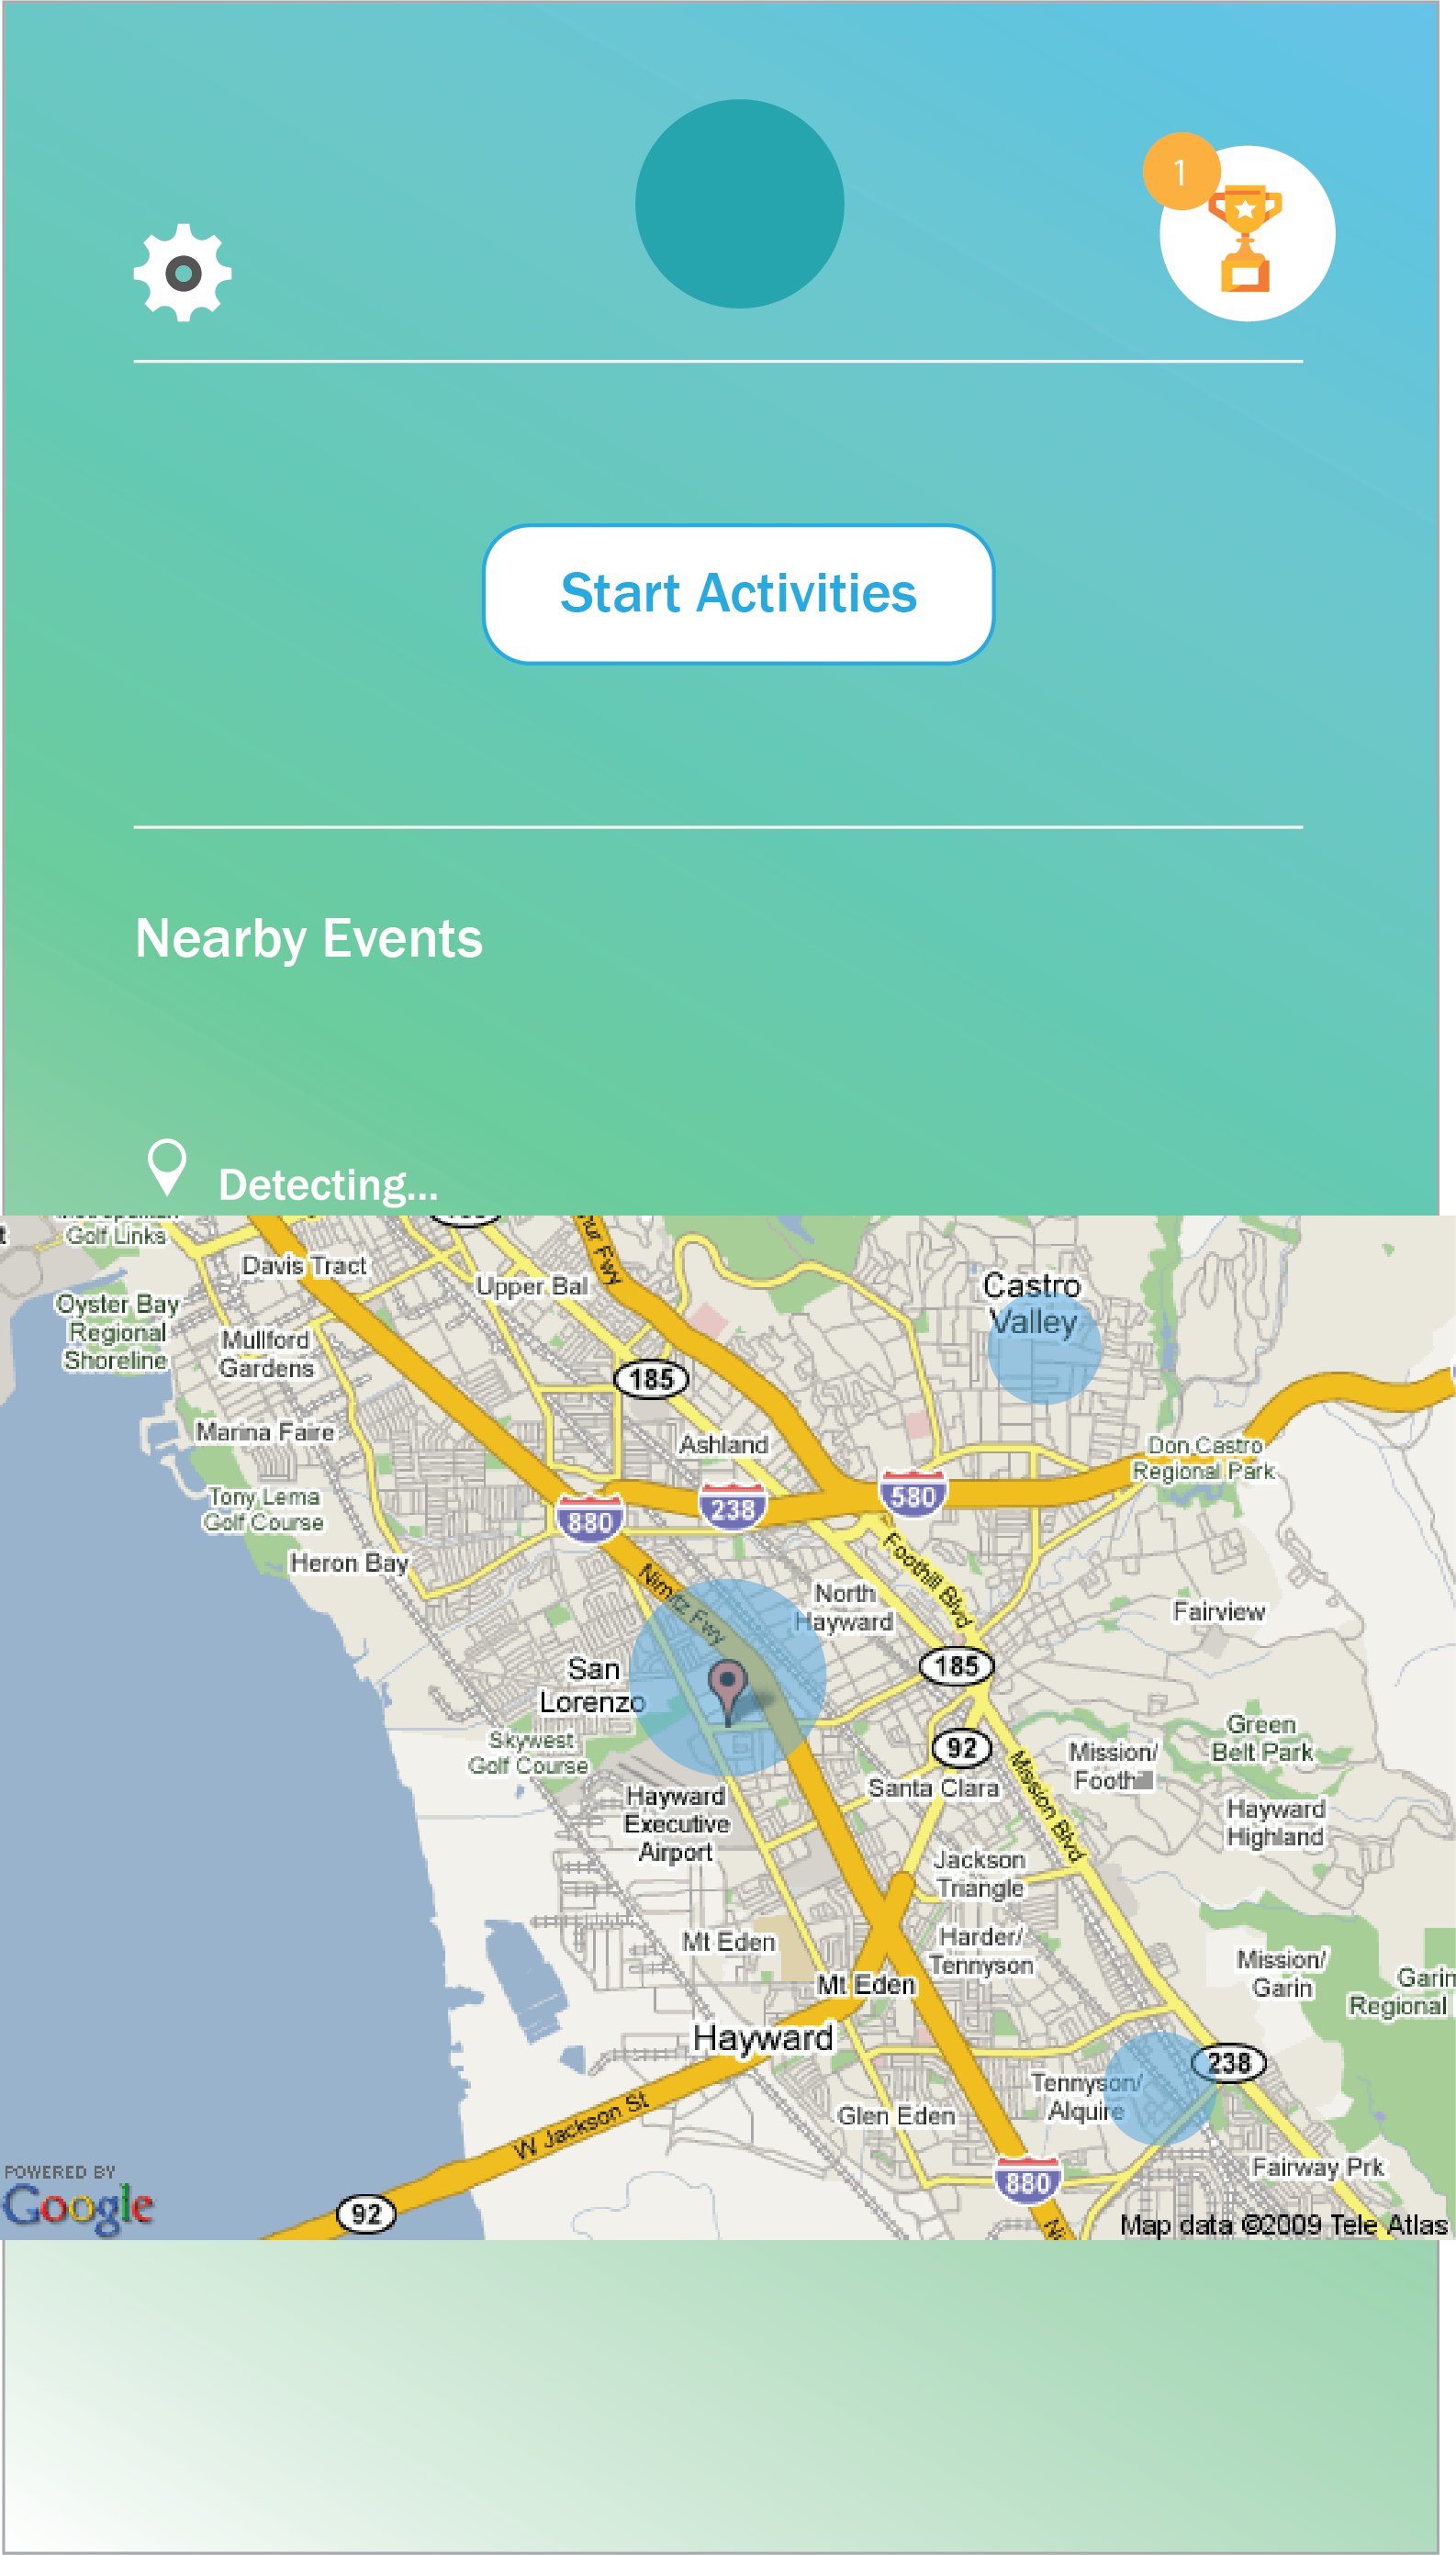 1
Start Activities
Nearby Events
Detecting...
Golf Links
Davis Tract
Upper Bal
Castro
Valley
Oyster Bay
Regional
Shoreline
Mullford
Gardens
185
Marina Faire
Ashland
Don Castro
Regional Park
Tony Lema
Golf Course
880
238
580
Heron Bay
Foothill Blvd
Nimitz Fwy
North
Hayward
Fairview
San
Lorenzo
185
Skywest
Golf Course
92
Mission/
Green
Belt Park
Santa Clara
Mission Blvd
Hayward
Executive
Airport
Hayward
Highland
Jackson
Triangle
Mt Eden
Harder/
Tennyson
Mission/
Garin
Mt Eden
Garin
Regional
Hayward
238
Tennyson/
Alquire
Glen Eden
W Jackson St
880
Fairway Prk
POWERED BY
Google
92
Map data ©2009 Tele Atlas